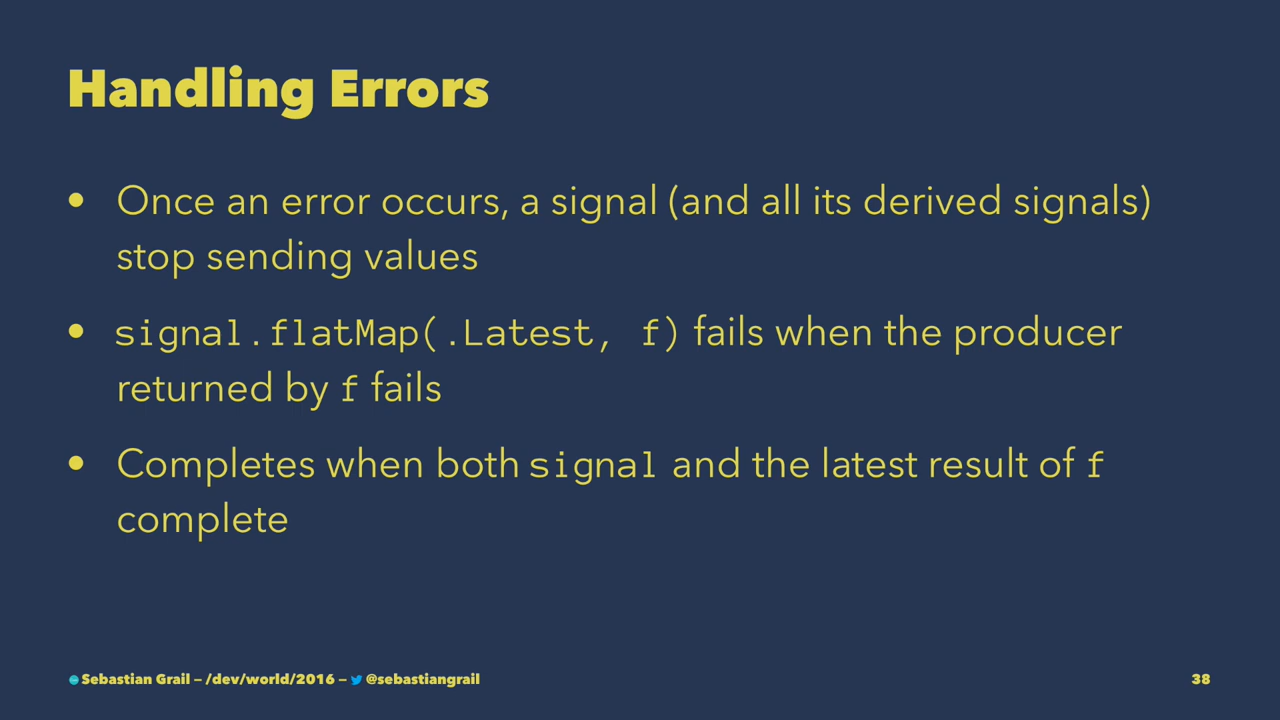 Handling Errors
• Once an error occurs, a signal (and all its derived signals)
stop sending values
• signal.flatMap(.Latest, f) fails when the producer
returned by f fails
• Completes when both signal and the latest result of f
complete
Sebastian Grail — /dev/world/2016 — @sebastiangrail
38